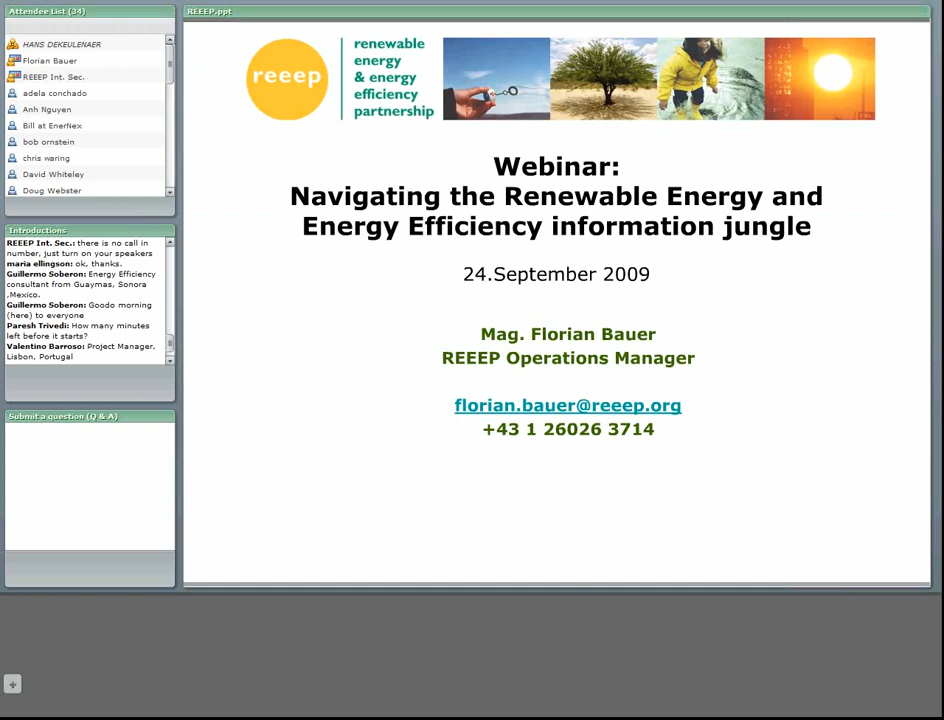 Attendee List (34)
HANS DEKEULENAER
Florian Bauer
REEEP Int. Sec.
adela conchado
Anh Nguyen
Bill at EnerNex
bob ornstein
chris waring
David Whiteley
Doug Webster
Introductions
REEEP Int. Sec.: there is no call in
number, just turn on your speakers
maria ellingson: ok, thanks.
Guillermo Soberon: Energy Efficiency
consultant from Guaymas, Sonora
,Mexico.
Guillermo Soberon: Goodo morning
(here) to everyone
Paresh Trivedi: How many minutes
left before it starts?
Valentino Barroso: Project Manager,
Lisbon, Portugal
Submit a question (Q & A)
REEEP.ppt
reeep
renewable
energy
& energy
efficiency
partnership
Webinar:
Navigating the Renewable Energy and
Energy Efficiency information jungle
24.September 2009
Mag. Florian Bauer
REEEP Operations Manager
florian.bauer@reeep.org
+43 1 26026 3714